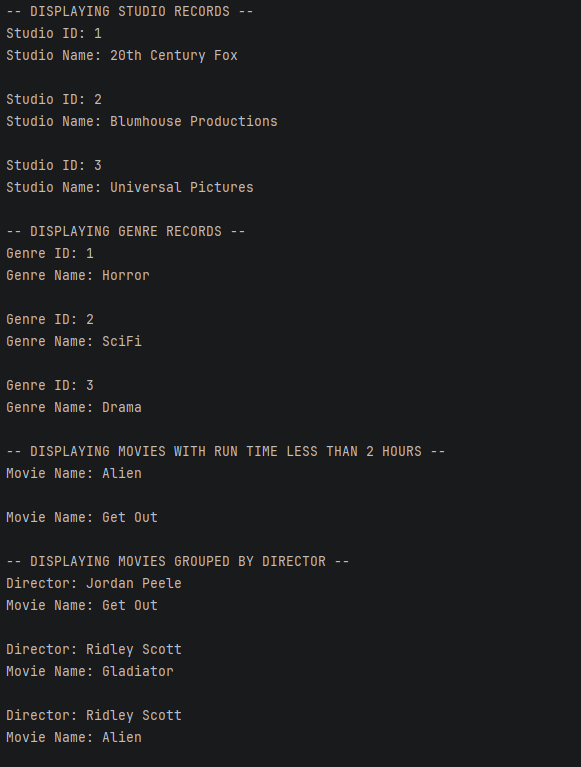 -- DISPLAYING STUDIO RECORDS --
Studio ID: 1
Studio Name: 20th Century Fox
Studio ID: 2
Studio Name: Blumhouse Productions
Studio ID: 3
Studio Name: Universal Pictures
-- DISPLAYING GENRE RECORDS --
Genre ID: 1
Genre Name: Horror
Genre ID: 2
Genre Name: SciFi
Genre ID: 3
Genre Name: Drama
-- DISPLAYING MOVIES WITH RUN TIME LESS THAN 2 HOURS --
Movie Name: Alien
Movie Name: Get Out
-- DISPLAYING MOVIES GROUPED BY DIRECTOR --
Director: Jordan Peele
Movie Name: Get Out
Director: Ridley Scott
Movie Name: Gladiator
Director: Ridley Scott
Movie Name: Alien